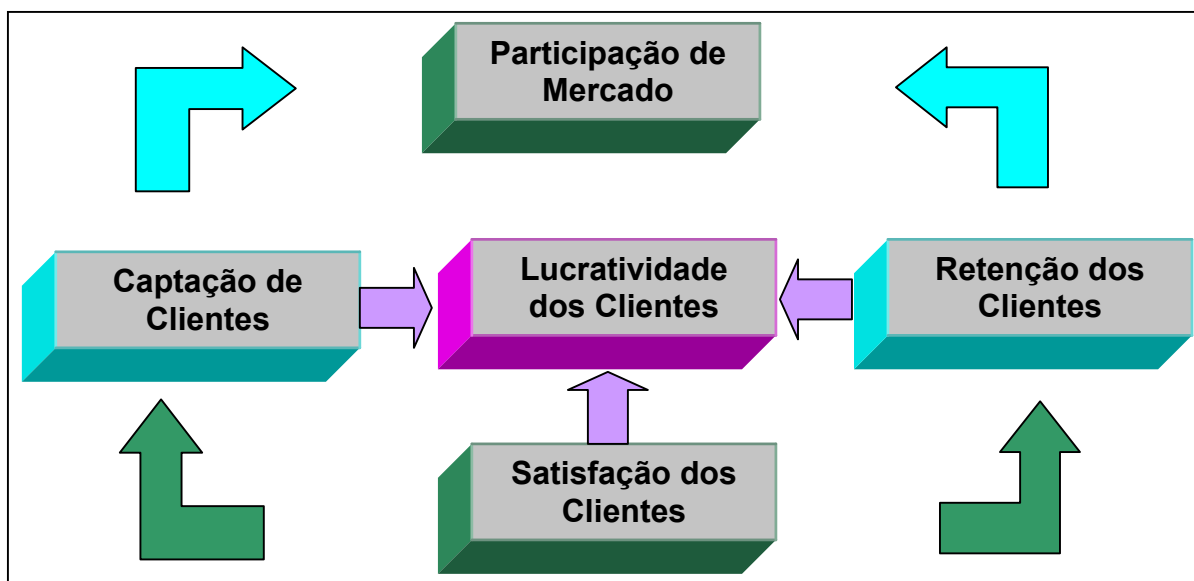 Participação de
Mercado
Captação de
Clientes
Lucratividade
dos Clientes
Retenção dos
Clientes
Satisfação dos
Clientes